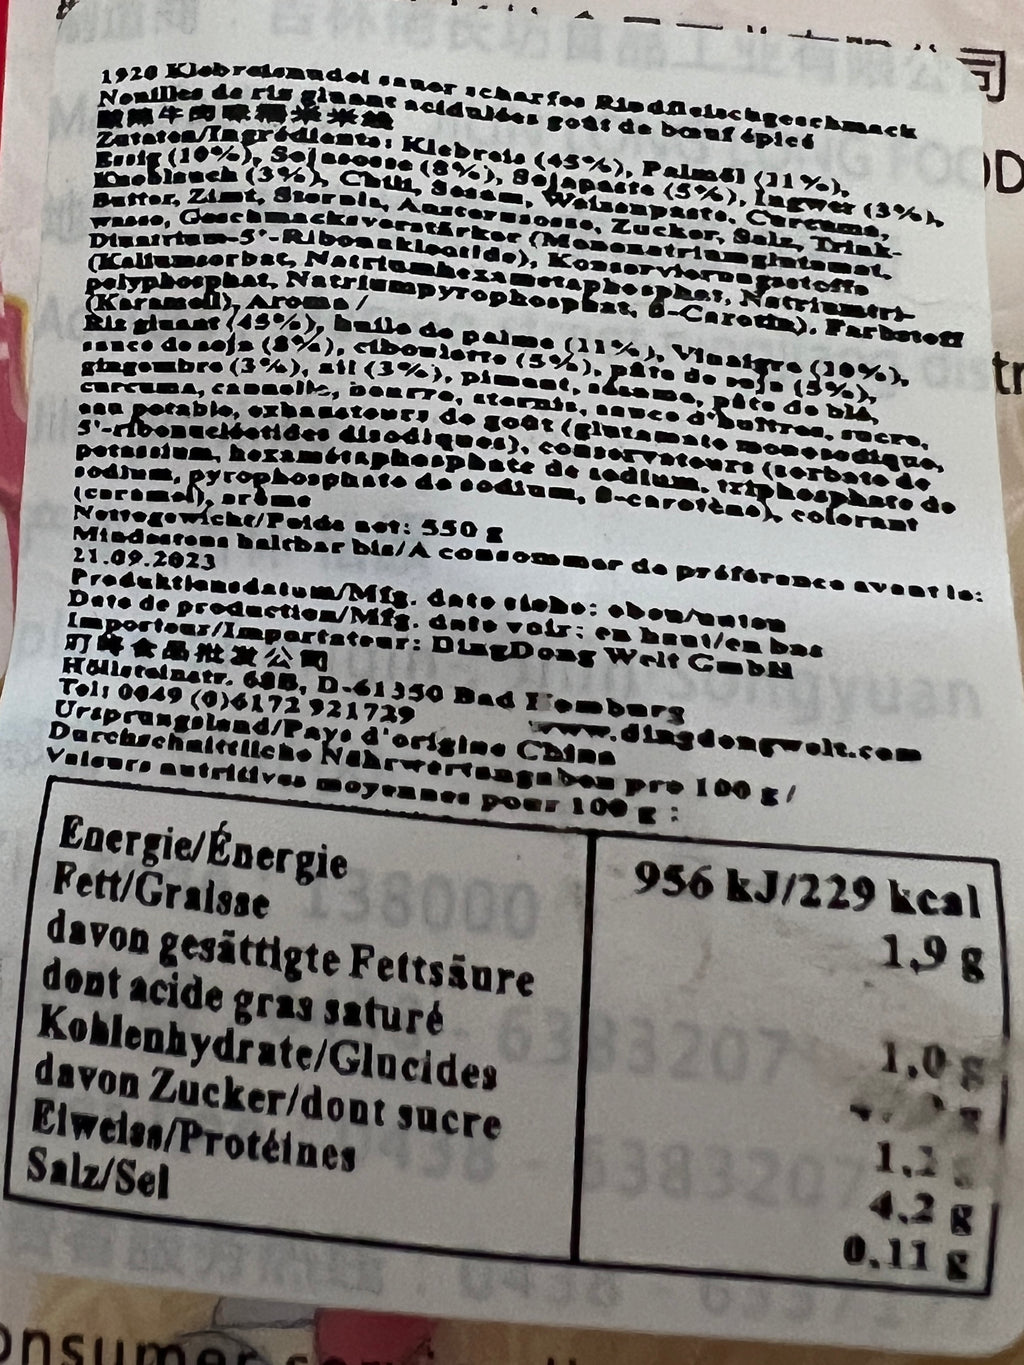 1920 Klebreisnudel sauer scharfes Rindfleischgeschmack
Nouilles de riz gluant acidulées goût de bœuf épicé
酸辣牛肉味糯米米线
Zutaten/Ingrédients: Klebreis (45%), Palmöl (11%),
Essig (10%), Sojasosse (8%), Sojapaste (5%), Ingwer (3%),
Knoblauch (3%), Chili, Sesam, Weizenpaste, Curcuma,
Butter, Zimt, Sternis, Austernsosse, Zucker, Salz, Trink-
wasse, Geschmacksverstärker (Mononatriumglutamat,
Dinatrium-5'-Ribonukleotide), Konservierungsstoffe
(Kaliumsorbat, Natriumhexametaphosphat, Natriumtri-
polyphosphat, Natriumpyrophosphat, ß-Carotin), Farbstoff
(Karamell), Aroma /
Riz gluant (45%), huile de palme (11%), Vinaigre (10%),
sauce de soja (8%), ciboulette (5%), pâte de soja (5%),
gingembre (3%), ail (3%), piment, sésame, pâte de blé,
curcuma, cannelle, beurre, sternis, sauce d'huîtres, sucre,
eau potable, exhausteurs de goût (glutamate monosodique,
5'-ribonucléotides disodiques), conservateurs (sorbate de
potassium, hexamétaphosphate de sodium, triphosphate de
sodium, pyrophosphate de sodium, ß-carotène), colorant
(caramel), arôme
Nettogewicht/Poids net: 550 g
Mindestens haltbar bis/A consommer de préférence avant le:
21.09.2023
Produktionsdatum/Mfg. date siehe: oben/unten
Date de production/Mfg. date voir: en haut/en bas
Importeur/Importateur: DingDong Welt GmbH
叮咚食品批发公司
Höllsteinstr. 68B, D-61350 Bad Homburg
Tel: 0049 (0)6172 921729 www.dingdongwelt.com
Ursprungsland/Pays d'origine China
Durchschnittliche Nährwertangaben pro 100 g /
Valeurs nutritives moyennes pour 100 g :
Energie/Énergie 956 kJ/229 kcal
Fett/Graisse 1,9 g
davon gesättigte Fettsäure
dont acide gras saturé 1,0 g
Kohlenhydrate/Glucides g
davon Zucker/dont sucre 1,2 g
Eiweiss/Protéines 4,2 g
Salz/Sel 0,11 g
onsumer